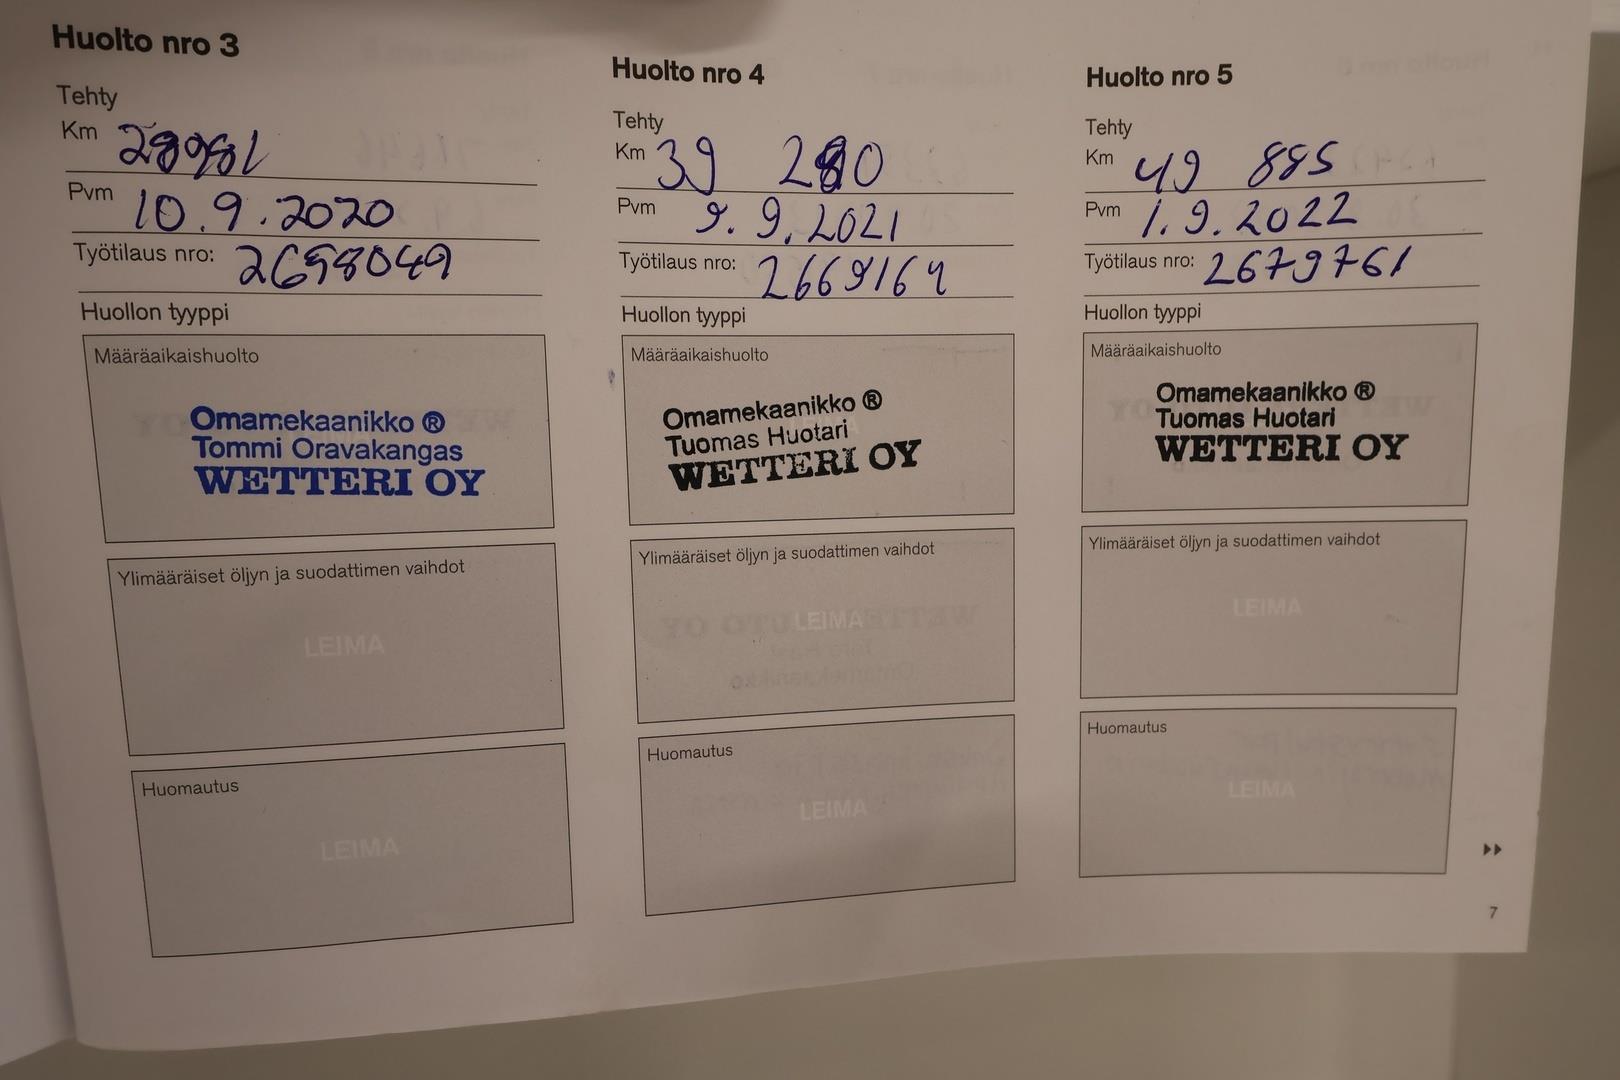 Huolto nro 3
Tehty
Km 28981
Pvm 10.9.2020
Työtilaus nro: 2698049
Huollon tyyppi
Määräaikaishuolto
Omamekaanikko ®
Tommi Oravakangas
WETTERI OY
Ylimääräiset öljyn ja suodattimen vaihdot
LEIMA
Huomautus
LEIMA
Huolto nro 4
Tehty
Km 39 280
Pvm 9.9.2021
Työtilaus nro: 2669164
Huollon tyyppi
Määräaikaishuolto
Omamekaanikko ®
Tuomas Huotari
WETTERI OY
Ylimääräiset öljyn ja suodattimen vaihdot
LEIMA
Huomautus
LEIMA
Huolto nro 5
Tehty
Km 49 885
Pvm 1.9.2022
Työtilaus nro: 2679761
Huollon tyyppi
Määräaikaishuolto
Omamekaanikko ®
Tuomas Huotari
WETTERI OY
Ylimääräiset öljyn ja suodattimen vaihdot
LEIMA
Huomautus
LEIMA
7